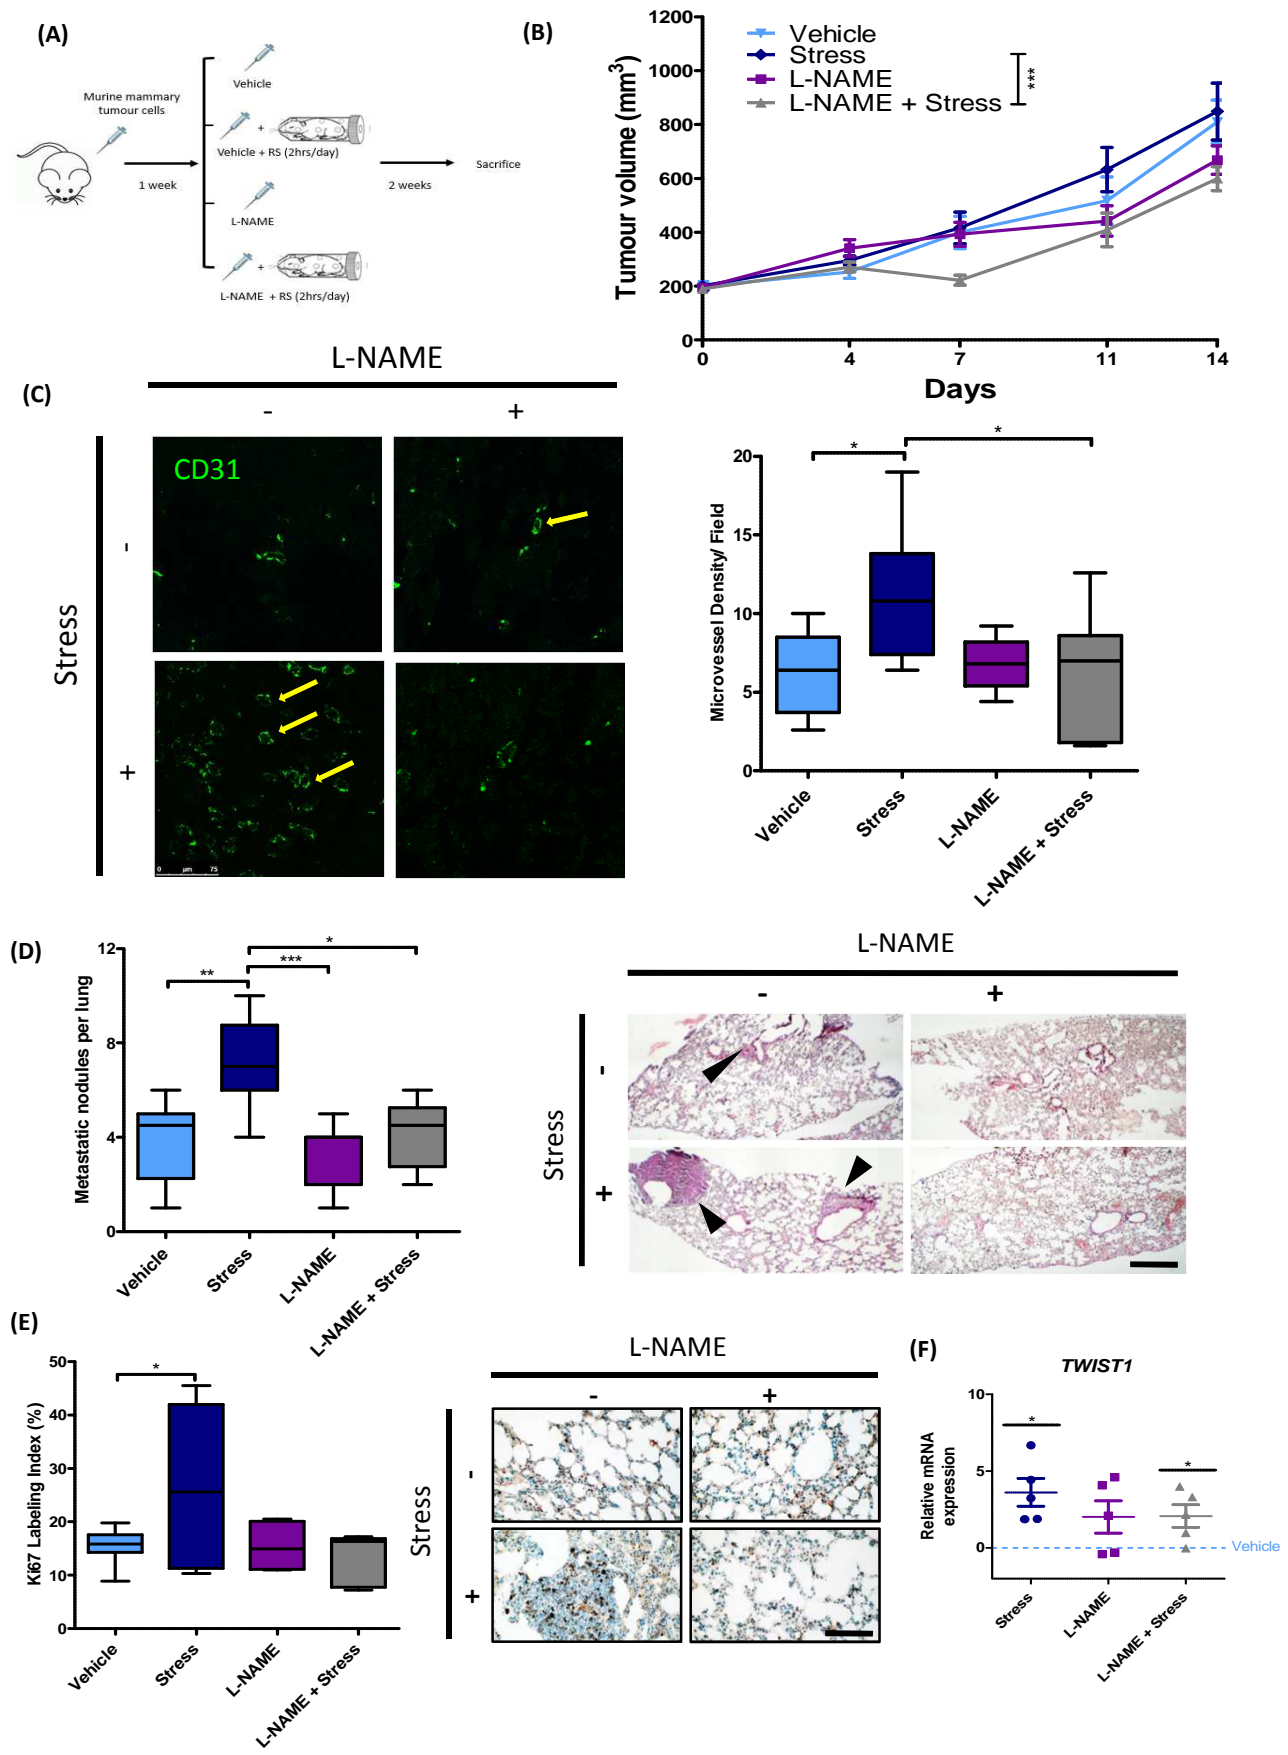 (A)
Murine mammary
tumour cells
1 week
Vehicle
+
Vehicle + RS (2hrs/day)
L-NAME
+
L-NAME + RS (2hrs/day)
2 weeks
Sacrifice
(B)
Tumour volume (mm³)
1200
1000
800
600
400
200
0
Vehicle
Stress
L-NAME
L-NAME + Stress
***
0
4
7
11
14
Days
(C)
L-NAME
-
+
Stress
-
+
CD31
0 µm 75
Microvessel Density/ Field
20
15
10
5
0
*
*
Vehicle
Stress
L-NAME
L-NAME + Stress
(D)
Metastatic nodules per lung
12
8
4
0
**
***
*
Vehicle
Stress
L-NAME
L-NAME + Stress
L-NAME
-
+
Stress
-
+
(E)
Ki67 Labeling Index (%)
50
40
30
20
10
0
*
Vehicle
Stress
L-NAME
L-NAME + Stress
L-NAME
-
+
Stress
-
+
(F)
TWIST1
Relative mRNA
expression
10
5
0
*
*
Vehicle
Stress
L-NAME
L-NAME + Stress